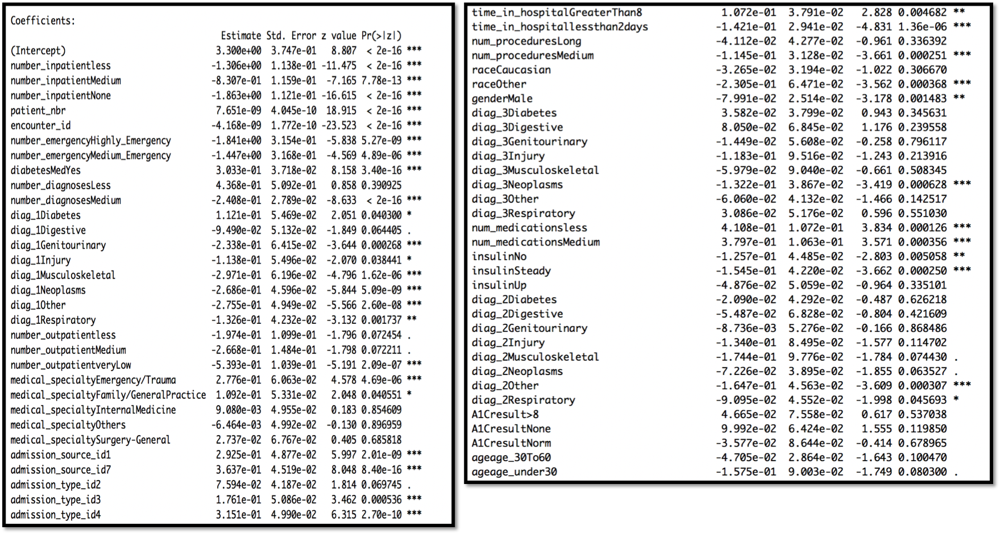 Coefficients:
Estimate Std. Error z value Pr(>|z|)
(Intercept) 3.300e+00 3.747e-01 8.807 < 2e-16 ***
number_inpatientless -1.306e+00 1.138e-01 -11.475 < 2e-16 ***
number_inpatientMedium -8.307e-01 1.159e-01 -7.165 7.78e-13 ***
number_inpatientNone -1.863e+00 1.121e-01 -16.615 < 2e-16 ***
patient_nbr 7.651e-09 4.045e-10 18.915 < 2e-16 ***
encounter_id -4.168e-09 1.772e-10 -23.523 < 2e-16 ***
number_emergencyHighly_Emergency -1.841e+00 3.154e-01 -5.838 5.27e-09 ***
number_emergencyMedium_Emergency -1.447e+00 3.168e-01 -4.569 4.89e-06 ***
diabetesMedYes 3.033e-01 3.718e-02 8.158 3.40e-16 ***
number_diagnosesLess 4.368e-01 5.092e-01 0.858 0.390925
number_diagnosesMedium -2.408e-01 2.789e-02 -8.633 < 2e-16 ***
diag_1Diabetes 1.121e-01 5.469e-02 2.051 0.040300 *
diag_1Digestive -9.490e-02 5.132e-02 -1.849 0.064405 .
diag_1Genitourinary -2.338e-01 6.415e-02 -3.644 0.000268 ***
diag_1Injury -1.138e-01 5.496e-02 -2.070 0.038441 *
diag_1Musculoskeletal -2.971e-01 6.196e-02 -4.796 1.62e-06 ***
diag_1Neoplasms -2.686e-01 4.596e-02 -5.844 5.09e-09 ***
diag_1Other -2.755e-01 4.949e-02 -5.566 2.60e-08 ***
diag_1Respiratory -1.326e-01 4.232e-02 -3.132 0.001737 **
number_outpatientless -1.974e-01 1.099e-01 -1.796 0.072454 .
number_outpatientMedium -2.668e-01 1.484e-01 -1.798 0.072211 .
number_outpatientveryLow -5.393e-01 1.039e-01 -5.191 2.09e-07 ***
medical_specialtyEmergency/Trauma 2.776e-01 6.063e-02 4.578 4.69e-06 ***
medical_specialtyFamily/GeneralPractice 1.092e-01 5.331e-02 2.048 0.040551 *
medical_specialtyInternalMedicine 9.080e-03 4.955e-02 0.183 0.854609
medical_specialtyOthers -6.464e-03 4.992e-02 -0.130 0.896959
medical_specialtySurgery-General 2.737e-02 6.767e-02 0.405 0.685818
admission_source_id1 2.925e-01 4.877e-02 5.997 2.01e-09 ***
admission_source_id7 3.637e-01 4.519e-02 8.048 8.40e-16 ***
admission_type_id2 7.594e-02 4.187e-02 1.814 0.069745 .
admission_type_id3 1.761e-01 5.086e-02 3.462 0.000536 ***
admission_type_id4 3.151e-01 4.990e-02 6.315 2.70e-10 ***
time_in_hospitalGreaterThan8 1.072e-01 3.791e-02 2.828 0.004682 **
time_in_hospitallessthan2days -1.421e-01 2.941e-02 -4.831 1.36e-06 ***
num_proceduresLong -4.112e-02 4.277e-02 -0.961 0.336392
num_proceduresMedium -1.145e-01 3.128e-02 -3.661 0.000251 ***
raceCaucasian -3.265e-02 3.194e-02 -1.022 0.306670
raceOther -2.305e-01 6.471e-02 -3.562 0.000368 ***
genderMale -7.991e-02 2.514e-02 -3.178 0.001483 **
diag_3Diabetes 3.582e-02 3.799e-02 0.943 0.345631
diag_3Digestive 8.050e-02 6.845e-02 1.176 0.239558
diag_3Genitourinary -1.449e-02 5.608e-02 -0.258 0.796117
diag_3Injury -1.183e-01 9.516e-02 -1.243 0.213916
diag_3Musculoskeletal -5.979e-02 9.040e-02 -0.661 0.508345
diag_3Neoplasms -1.322e-01 3.867e-02 -3.419 0.000628 ***
diag_3Other -6.060e-02 4.132e-02 -1.466 0.142517
diag_3Respiratory 3.086e-02 5.176e-02 0.596 0.551030
num_medicationsless 4.108e-01 1.072e-01 3.834 0.000126 ***
num_medicationsMedium 3.797e-01 1.063e-01 3.571 0.000356 ***
insulinNo -1.257e-01 4.485e-02 -2.803 0.005058 **
insulinSteady -1.545e-01 4.220e-02 -3.662 0.000250 ***
insulinUp -4.876e-02 5.059e-02 -0.964 0.335101
diag_2Diabetes -2.090e-02 4.292e-02 -0.487 0.626218
diag_2Digestive -5.487e-02 6.828e-02 -0.804 0.421609
diag_2Genitourinary -8.736e-03 5.276e-02 -0.166 0.868486
diag_2Injury -1.340e-01 8.495e-02 -1.577 0.114702
diag_2Musculoskeletal -1.744e-01 9.776e-02 -1.784 0.074430 .
diag_2Neoplasms -7.226e-02 3.895e-02 -1.855 0.063527 .
diag_2Other -1.647e-01 4.563e-02 -3.609 0.000307 ***
diag_2Respiratory -9.095e-02 4.552e-02 -1.998 0.045693 *
A1Cresult>8 4.665e-02 7.558e-02 0.617 0.537038
A1CresultNone 9.992e-02 6.424e-02 1.555 0.119850
A1CresultNorm -3.577e-02 8.644e-02 -0.414 0.678965
ageage_30To60 -4.705e-02 2.864e-02 -1.643 0.100470
ageage_under30 -1.575e-01 9.003e-02 -1.749 0.080300 .